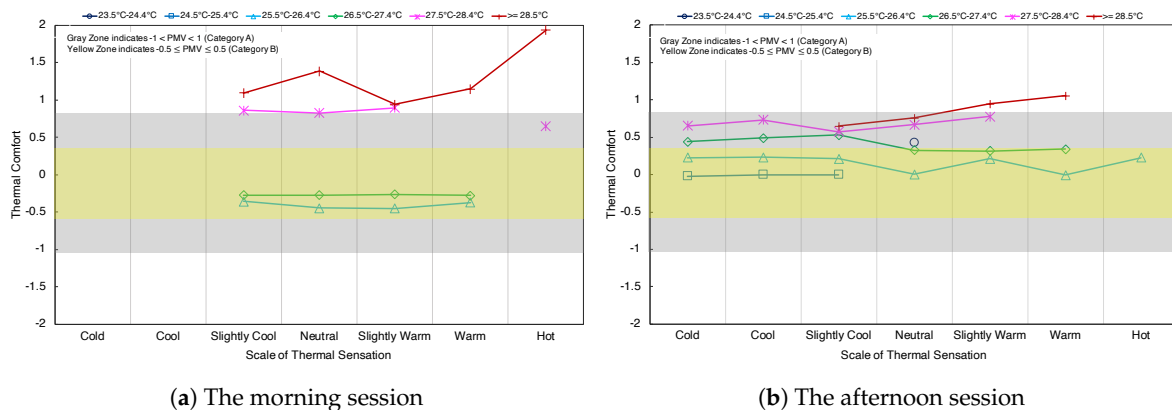 23.5°C-24.4°C 24.5°C-25.4°C 25.5°C-26.4°C 26.5°C-27.4°C 27.5°C-28.4°C >= 28.5°C
2
Gray Zone indicates -1 < PMV < 1 (Category A)
Yellow Zone indicates -0.5 ≤ PMV ≤ 0.5 (Category B)
1.5
1
0.5
0
-0.5
-1
-1.5
-2
Thermal Comfort
Cold Cool Slightly Cool Neutral Slightly Warm Warm Hot
Scale of Thermal Sensation
(a) The morning session
23.5°C-24.4°C 24.5°C-25.4°C 25.5°C-26.4°C 26.5°C-27.4°C 27.5°C-28.4°C >= 28.5°C
2
Gray Zone indicates -1 < PMV < 1 (Category A)
Yellow Zone indicates -0.5 ≤ PMV ≤ 0.5 (Category B)
1.5
1
0.5
0
-0.5
-1
-1.5
-2
Thermal Comfort
Cold Cool Slightly Cool Neutral Slightly Warm Warm Hot
Scale of Thermal Sensation
(b) The afternoon session